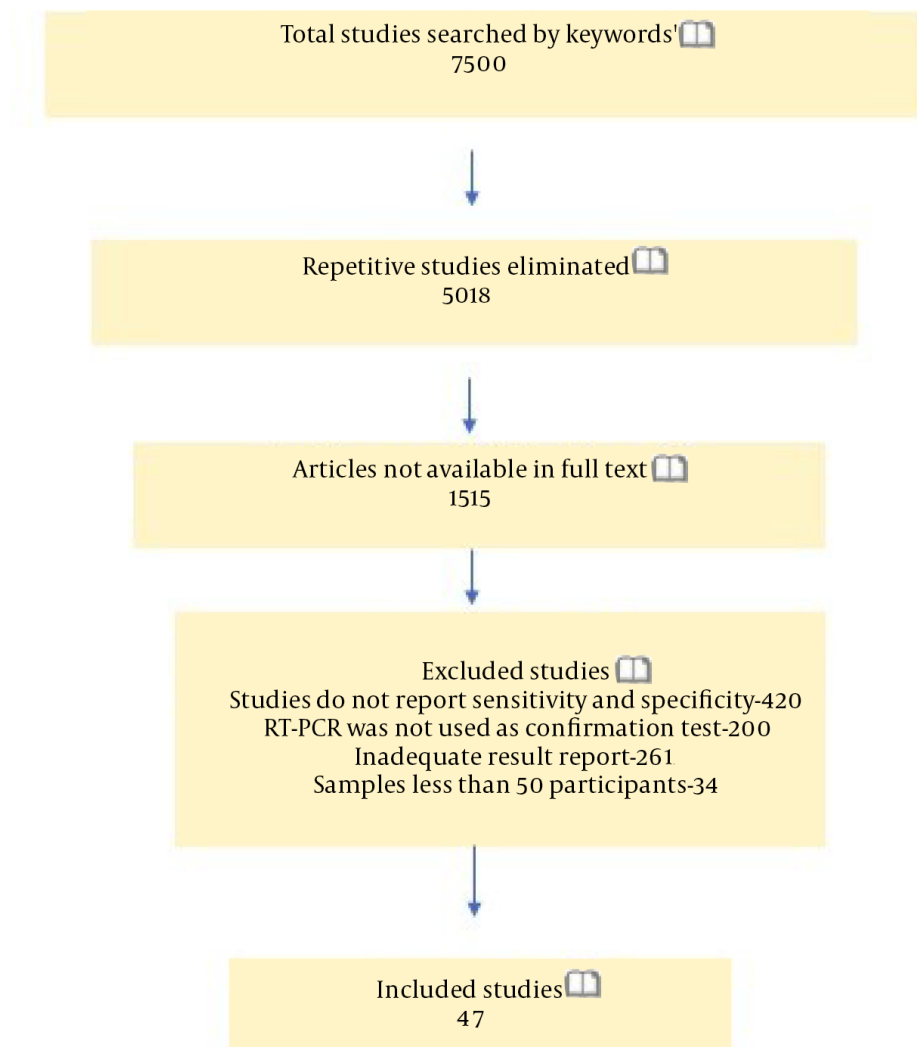 Total studies searched by keywords'
7500
Repetitive studies eliminated
5018
Articles not available in full text
1515
Excluded studies
Studies do not report sensitivity and specificity-420
RT-PCR was not used as confirmation test-200
Inadequate result report-261
Samples less than 50 participants-34
Included studies
47